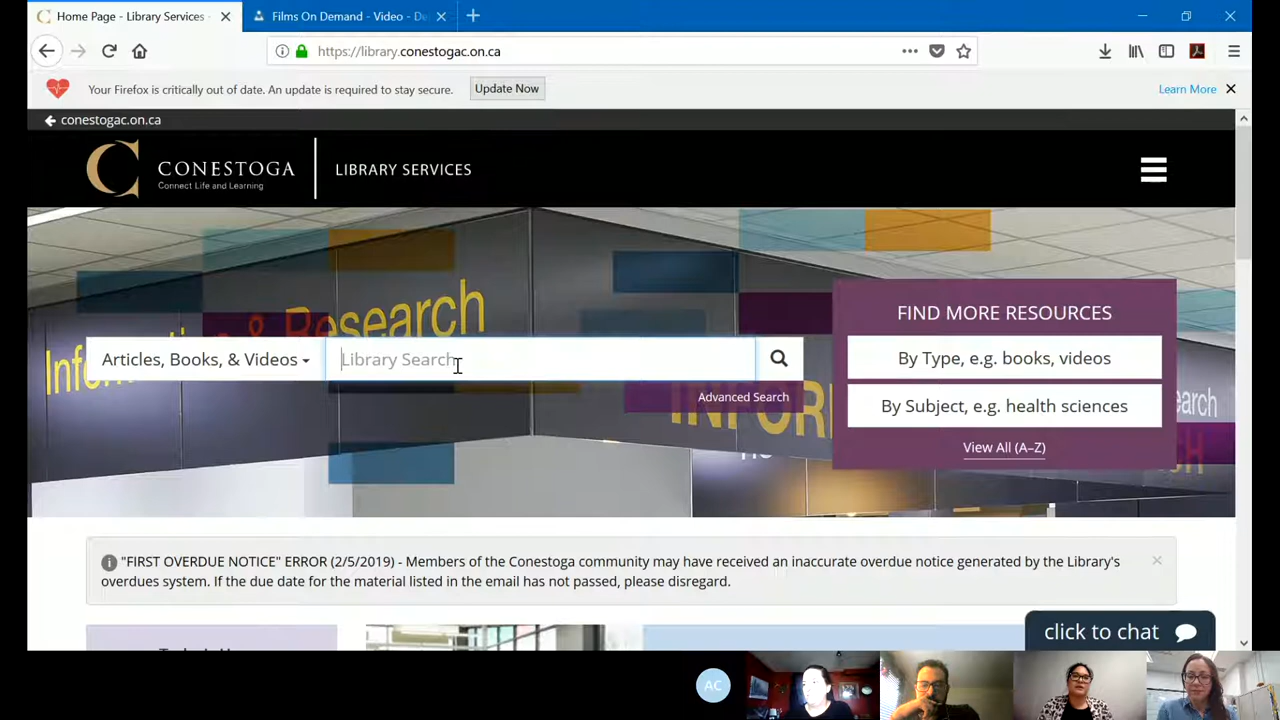 Home Page - Library Services -
Films On Demand - Video - De
https://library.conestogac.on.ca
Your Firefox is critically out of date. An update is required to stay secure.
Update Now
Learn More
conestogac.on.ca
CONESTOGA
Connect Life and Learning
LIBRARY SERVICES
Information & Research
Articles, Books, & Videos
Library Search
Advanced Search
FIND MORE RESOURCES
By Type, e.g. books, videos
By Subject, e.g. health sciences
View All (A–Z)
"FIRST OVERDUE NOTICE" ERROR (2/5/2019) - Members of the Conestoga community may have received an inaccurate overdue notice generated by the Library's
overdues system. If the due date for the material listed in the email has not passed, please disregard.
click to chat
AC